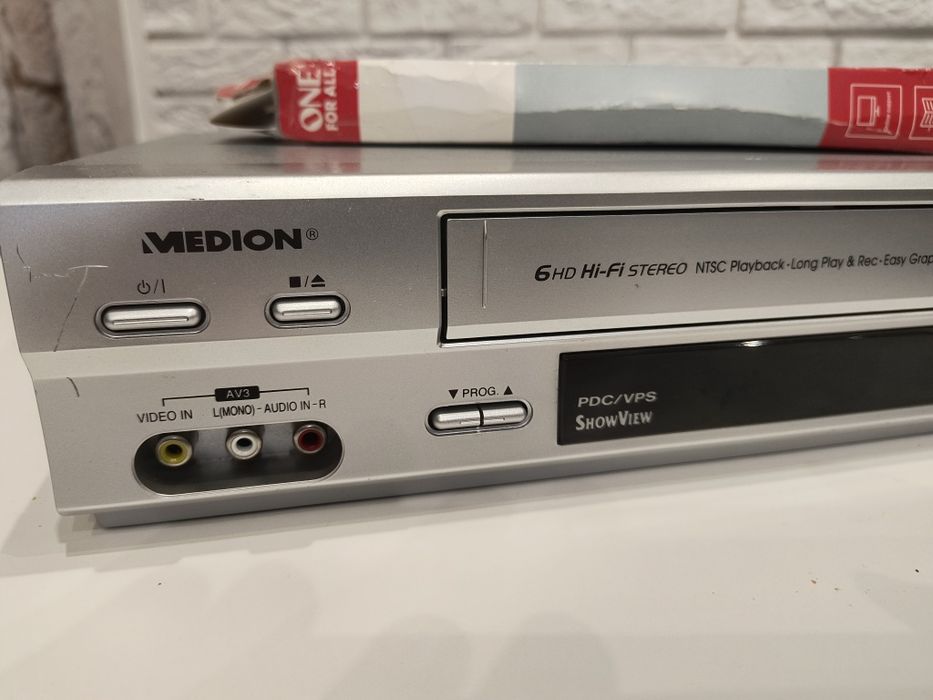 ONE
FOR ALL
MEDION®
6HD Hi-Fi STEREO NTSC Playback·Long Play & Rec·Easy Grap
AV3
VIDEO IN L(MONO)-AUDIO IN-R
▼ PROG. ▲
PDC/VPS
SHOWVIEW